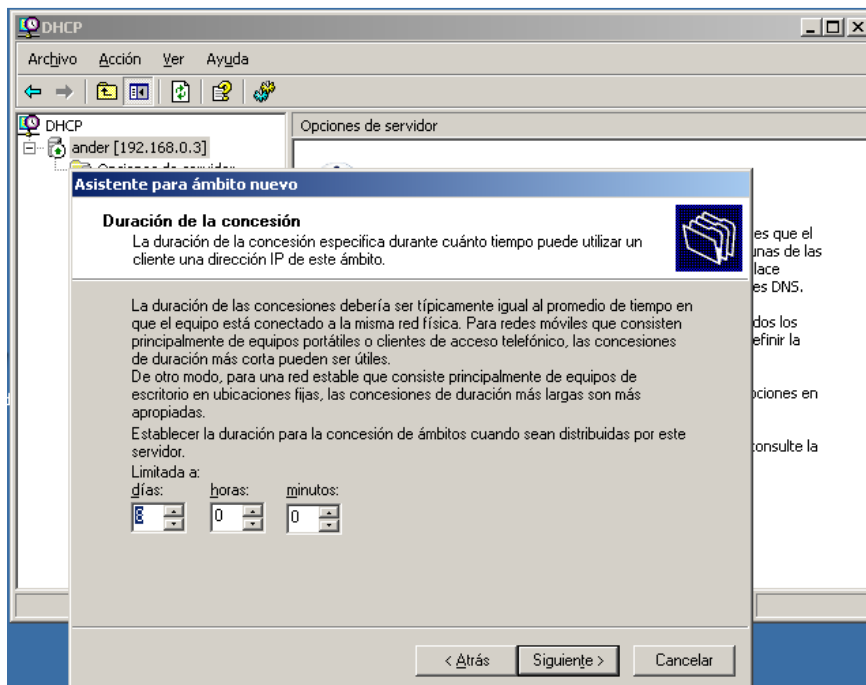 DHCP
Archivo Acción Ver Ayuda
DHCP
ander [192.168.0.3]
Opciones de servidor
Opciones de servidor
Asistente para ámbito nuevo
Duración de la concesión
La duración de la concesión especifica durante cuánto tiempo puede utilizar un
cliente una dirección IP de este ámbito.
es que el
unas de las
lace
es DNS.
dos los
efinir la
pciones en
consulte la
La duración de las concesiones debería ser típicamente igual al promedio de tiempo en
que el equipo está conectado a la misma red física. Para redes móviles que consisten
principalmente de equipos portátiles o clientes de acceso telefónico, las concesiones
de duración más corta pueden ser útiles.
De otro modo, para una red estable que consiste principalmente de equipos de
escritorio en ubicaciones fijas, las concesiones de duración más largas son más
apropiadas.
Establecer la duración para la concesión de ámbitos cuando sean distribuidas por este
servidor.
Limitada a:
días: horas: minutos:
8 0 0
< Atrás Siguiente > Cancelar